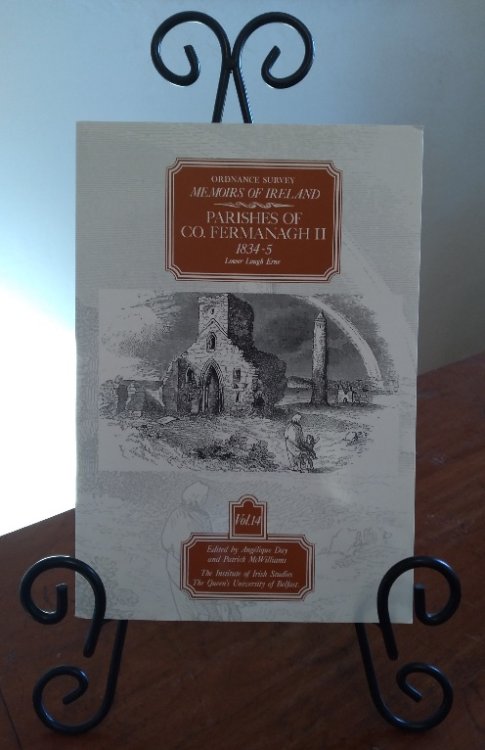 ORDNANCE SURVEY
MEMOIRS OF IRELAND
PARISHES OF
CO. FERMANAGH II
1834-5
Lower Lough Erne
Vol.14
Edited by Angélique Day
and Patrick McWilliams
The Institute of Irish Studies
The Queen's University of Belfast